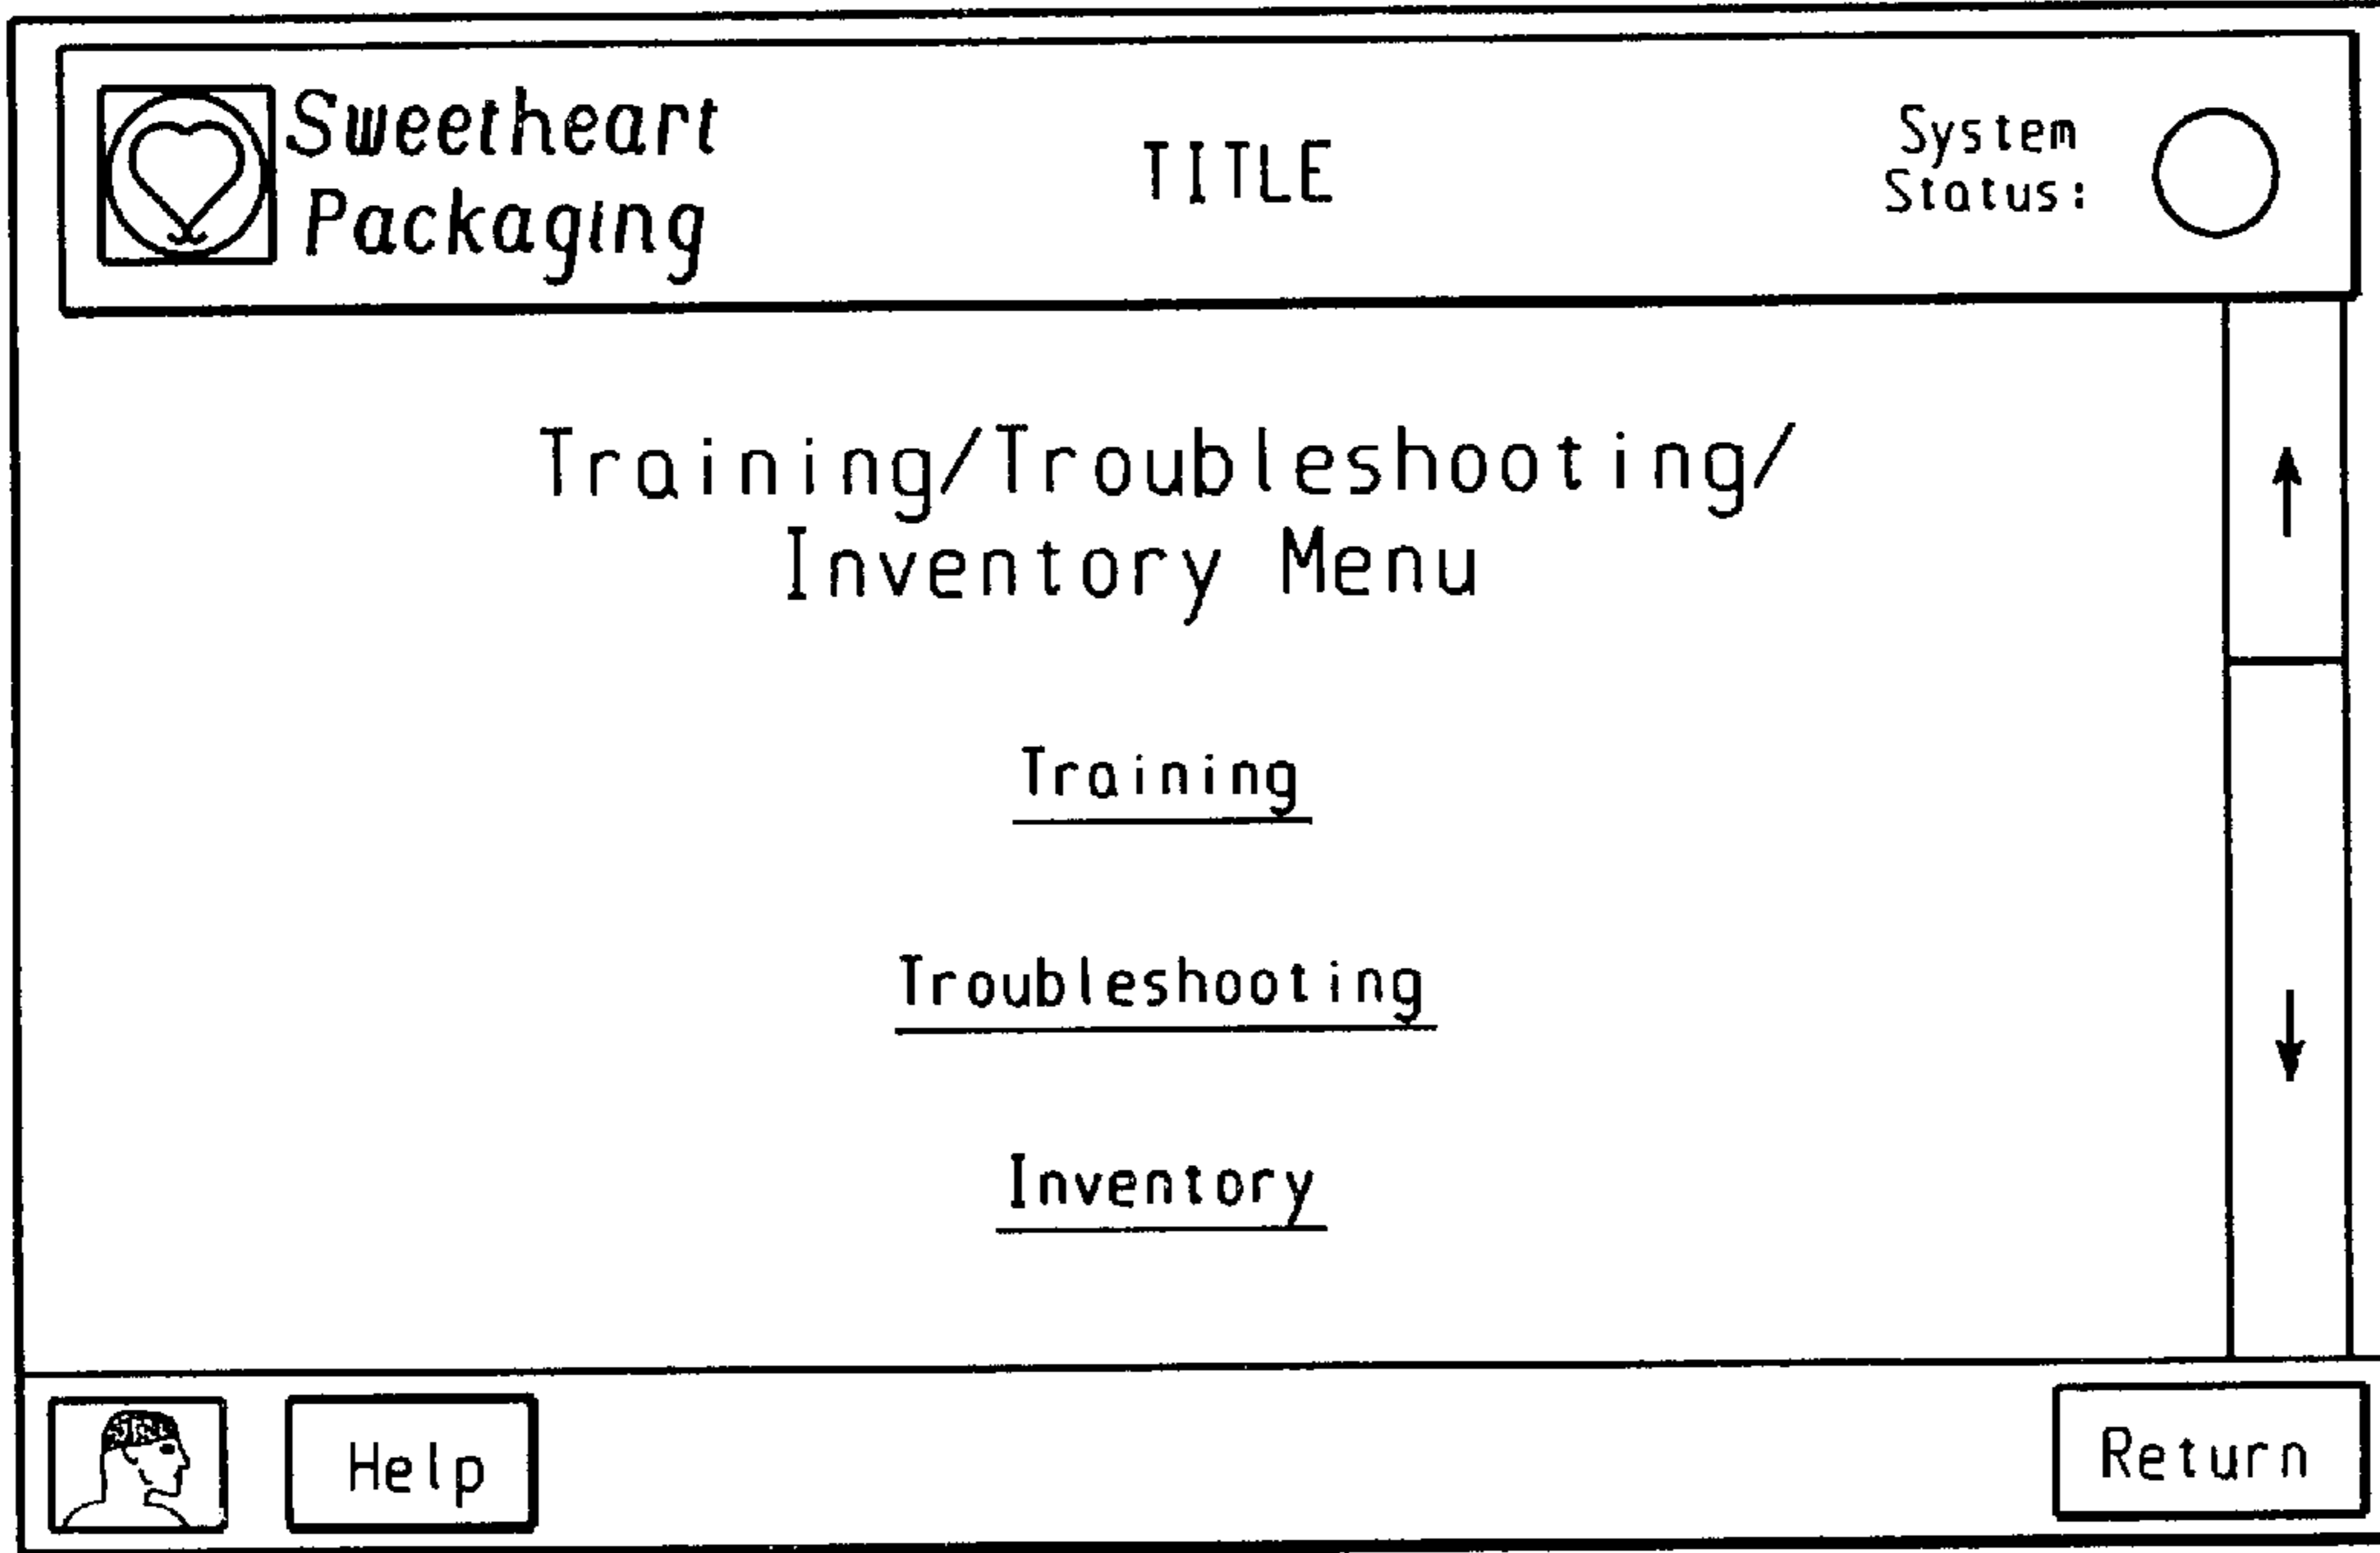 Sweetheart
Packaging
TITLE
System
Status:
Training/Troubleshooting/
Inventory Menu
Training
Troubleshooting
Inventory
Help
Return